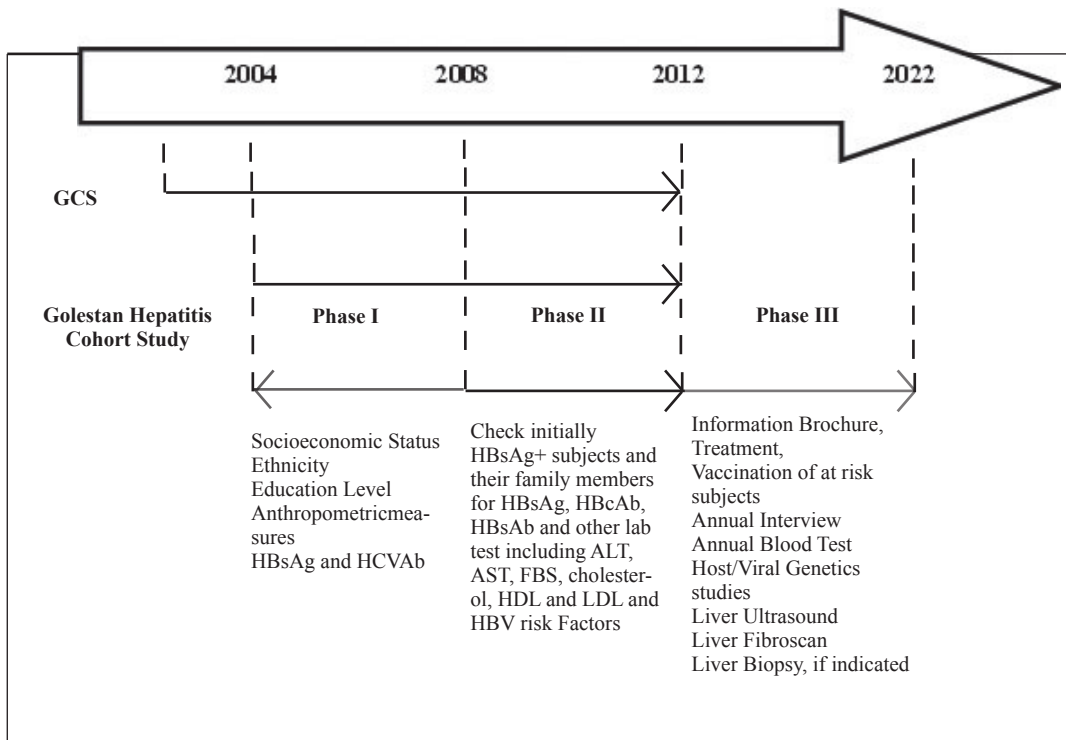 2004 2008 2012 2022
GCS
Golestan Hepatitis
Cohort Study
Phase I Phase II Phase III
Socioeconomic Status
Ethnicity
Education Level
Anthropometricmea-
sures
HBsAg and HCVAb
Check initially
HBsAg+ subjects and
their family members
for HBsAg, HBcAb,
HBsAb and other lab
test including ALT,
AST, FBS, cholester-
ol, HDL and LDL and
HBV risk Factors
Information Brochure,
Treatment,
Vaccination of at risk
subjects
Annual Interview
Annual Blood Test
Host/Viral Genetics
studies
Liver Ultrasound
Liver Fibroscan
Liver Biopsy, if indicated